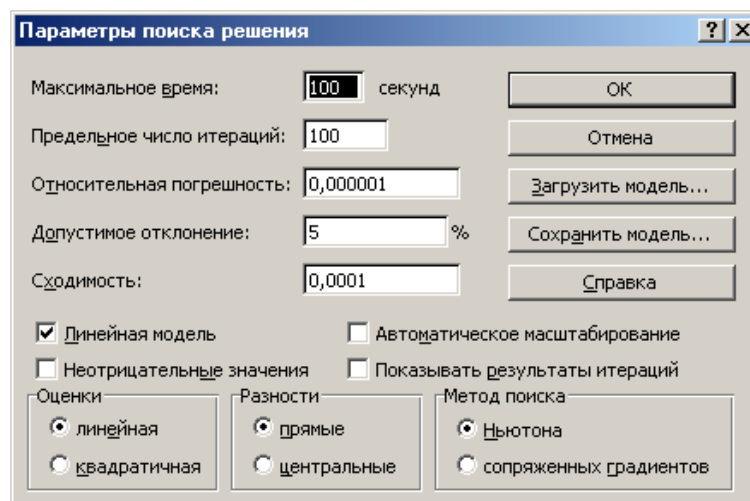 Параметры поиска решения
Максимальное время: 100 секунд
OK
Предельное число итераций: 100
Отмена
Относительная погрешность: 0,000001
Загрузить модель...
Допустимое отклонение: 5 %
Сохранить модель...
Сходимость: 0,0001
Справка
Линейная модель
Автоматическое масштабирование
Неотрицательные значения
Показывать результаты итераций
Оценки
Разности
Метод поиска
линейная
прямые
Ньютона
квадратичная
центральные
сопряженных градиентов